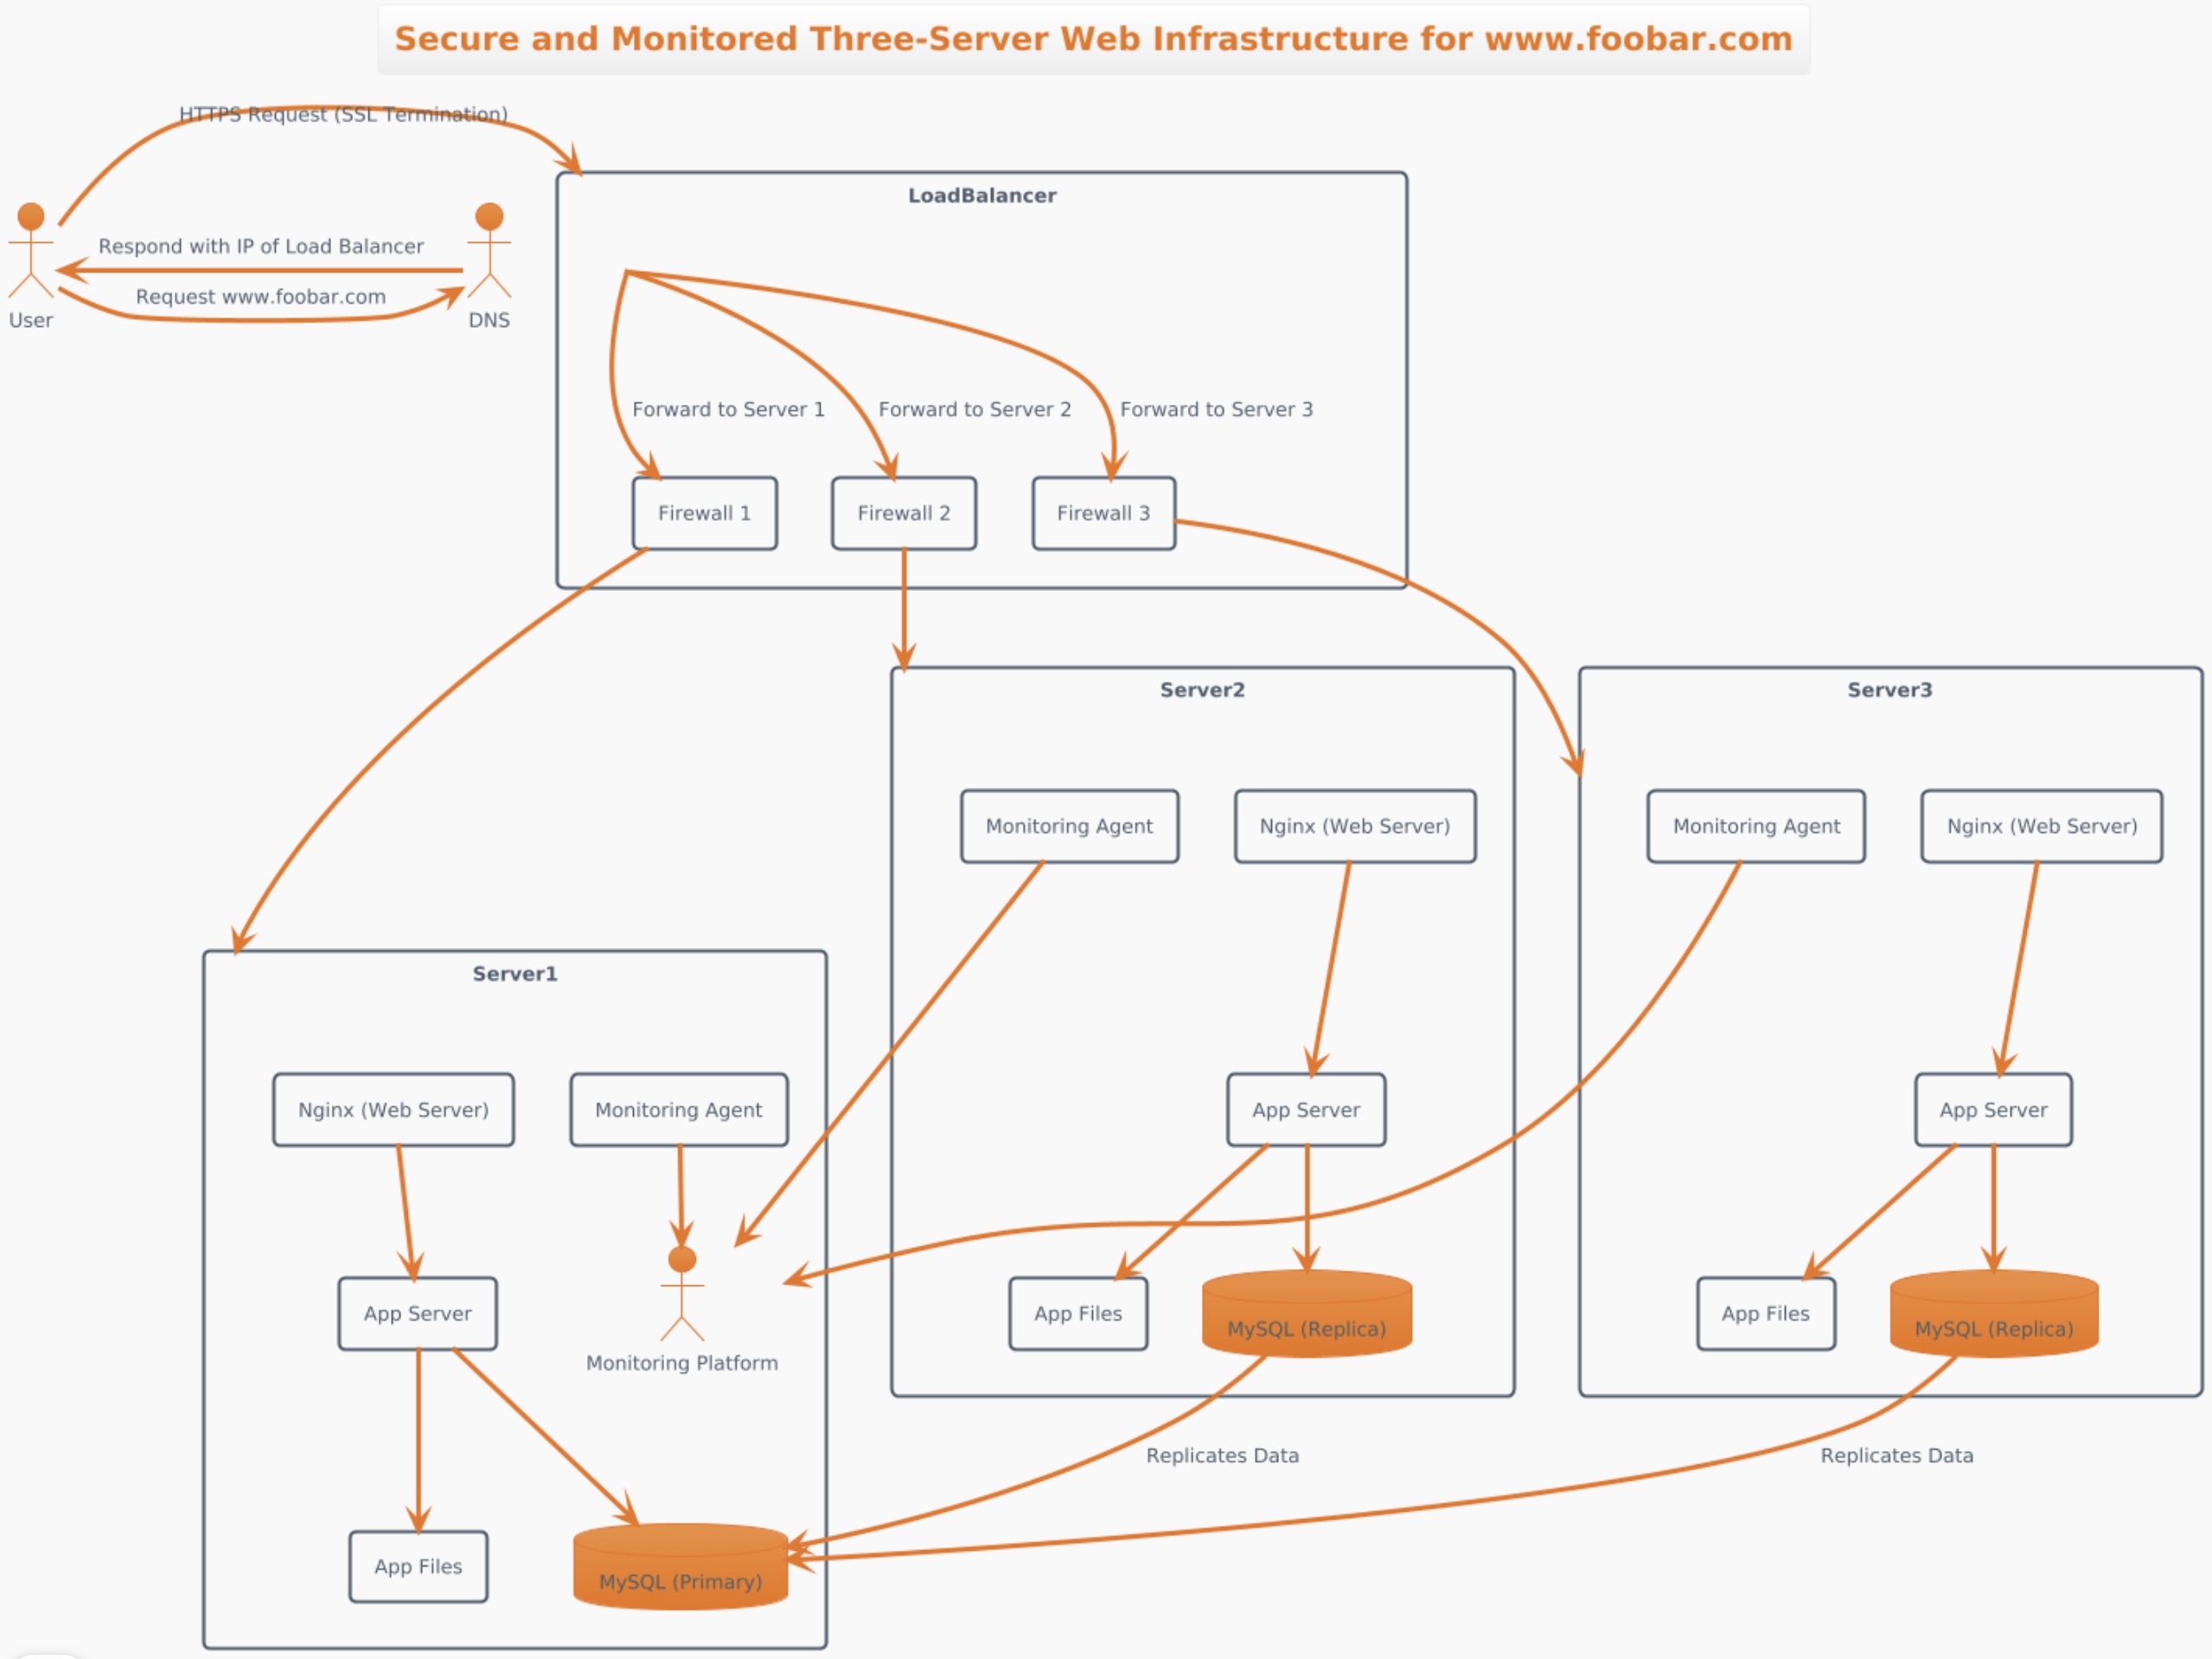 Secure and Monitored Three-Server Web Infrastructure for www.foobar.com
HTTPS Request (SSL Termination)
LoadBalancer
Respond with IP of Load Balancer
Request www.foobar.com
User
DNS
Forward to Server 1
Forward to Server 2
Forward to Server 3
Firewall 1
Firewall 2
Firewall 3
Server2
Monitoring Agent
Nginx (Web Server)
App Server
App Files
MySQL (Replica)
Replicates Data
Server3
Monitoring Agent
Nginx (Web Server)
App Server
App Files
MySQL (Replica)
Replicates Data
Server1
Nginx (Web Server)
Monitoring Agent
App Server
Monitoring Platform
App Files
MySQL (Primary)